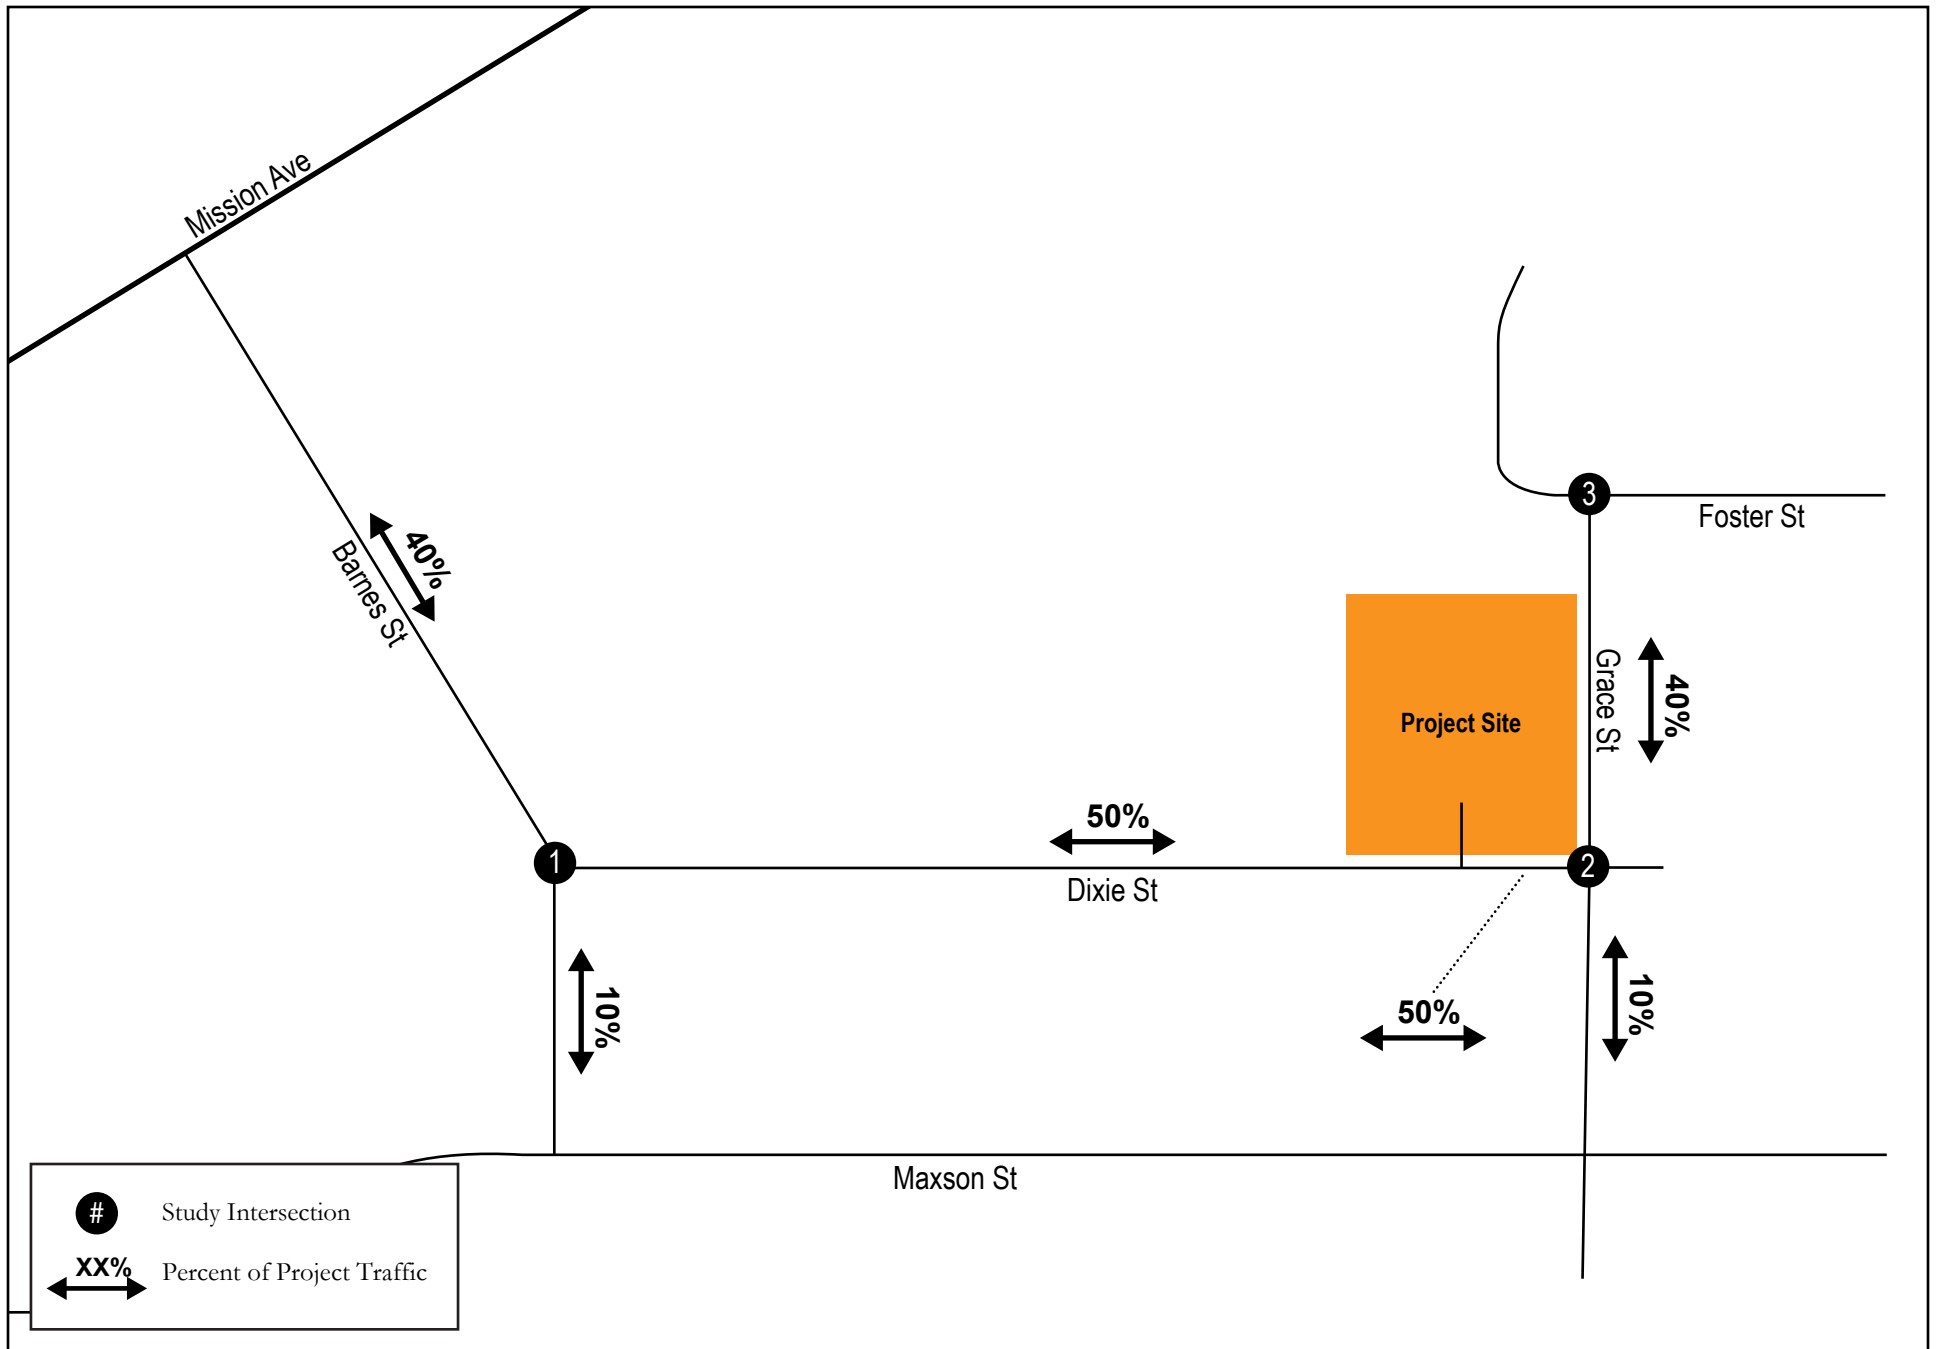 Mission Ave
3
Foster St
40%
Barnes St
Grace St
40%
Project Site
50%
1
2
Dixie St
10%
50%
10%
Maxson St
# Study Intersection
XX% Percent of Project Traffic